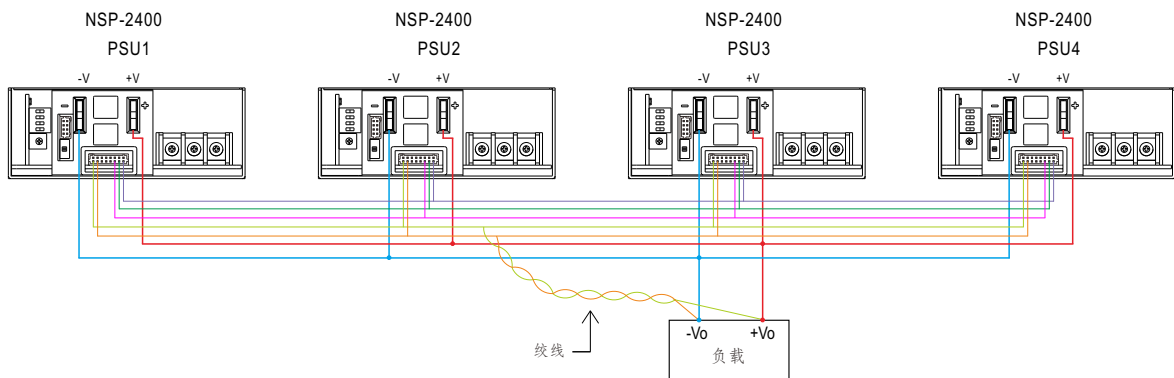 NSP-2400 NSP-2400 NSP-2400 NSP-2400
PSU1 PSU2 PSU3 PSU4
-V +V -V +V -V +V -V +V
- + - + - + - +
-Vo +Vo
绞线
负载